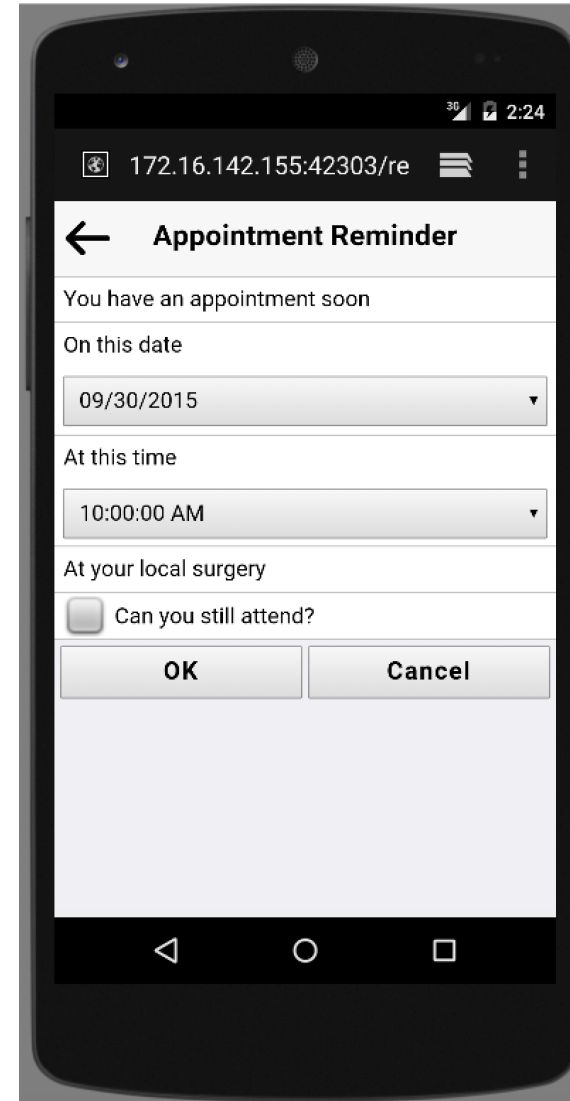 3G 2:24
172.16.142.155:42303/re
Appointment Reminder
You have an appointment soon
On this date
09/30/2015
At this time
10:00:00 AM
At your local surgery
Can you still attend?
OK Cancel